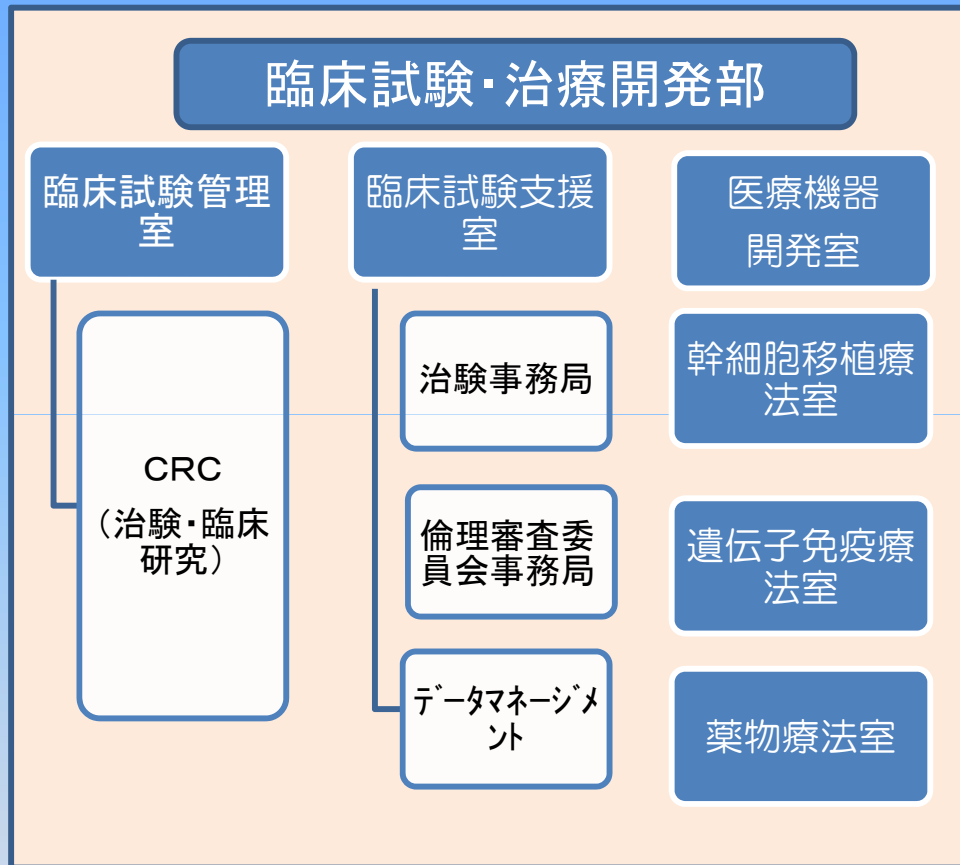 臨床試験・治療開発部
臨床試験管理
室
CRC
（治験・臨床
研究）
臨床試験支援
室
治験事務局
倫理審査委
員会事務局
データマネージメ
ント
医療機器
開発室
幹細胞移植療
法室
遺伝子免疫療
法室
薬物療法室